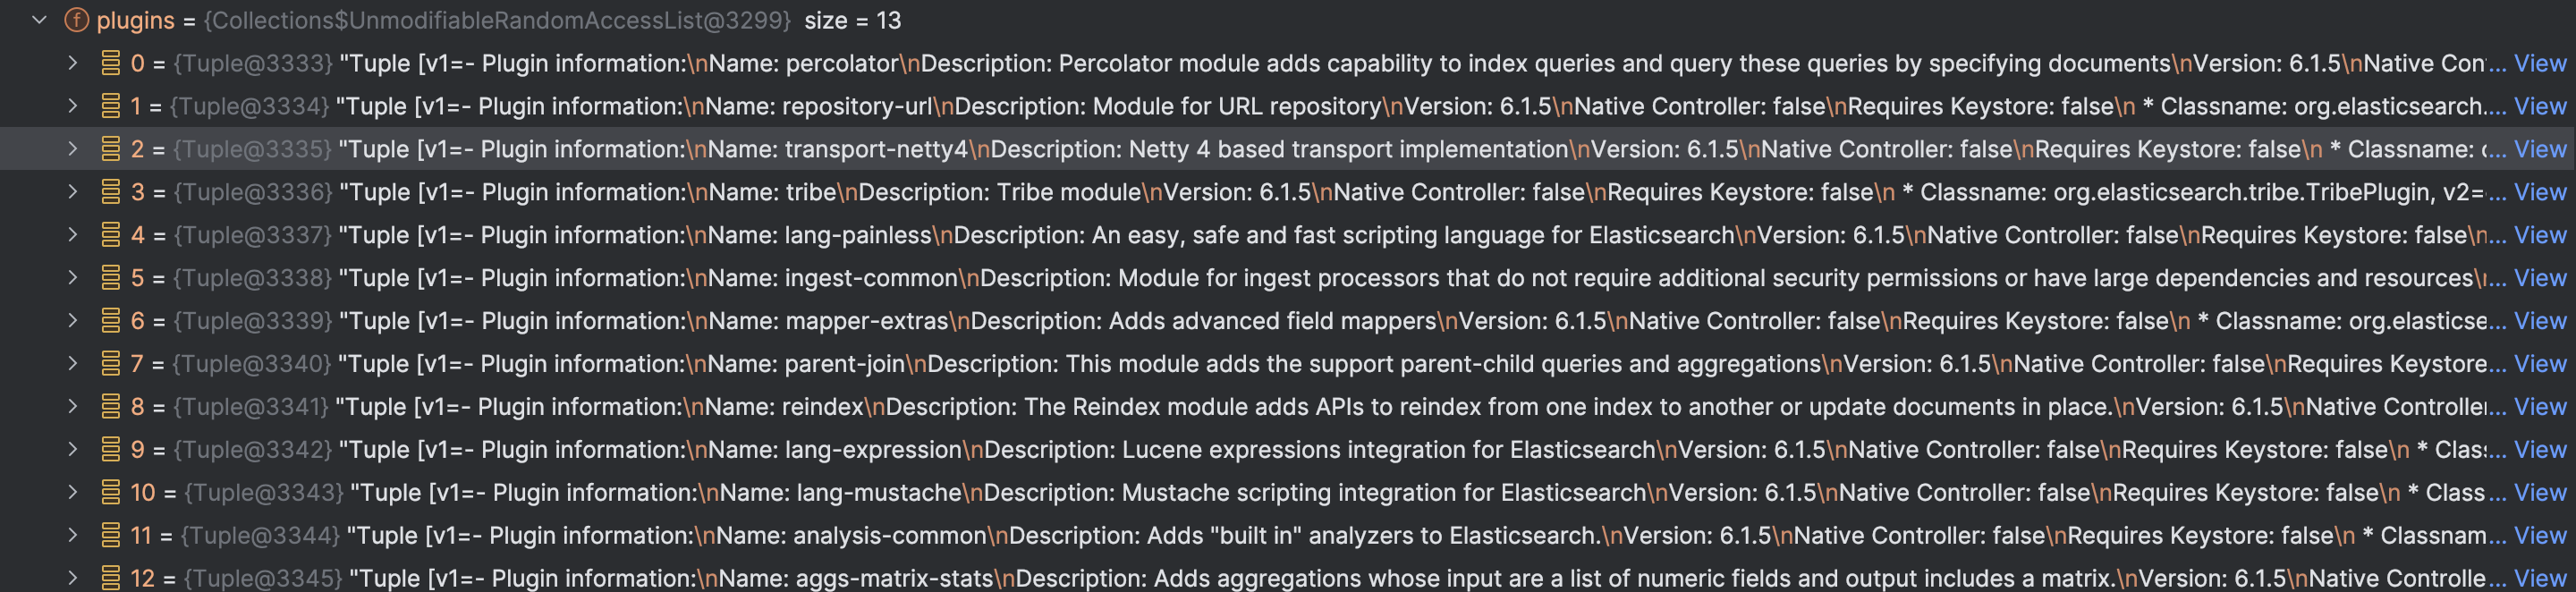 plugins = {Collections$UnmodifiableRandomAccessList@3299} size = 13
0 = {Tuple@3333} "Tuple [v1=- Plugin information:\nName: percolator\nDescription: Percolator module adds capability to index queries and query these queries by specifying documents\nVersion: 6.1.5\nNative Con... View
1 = {Tuple@3334} "Tuple [v1=- Plugin information:\nName: repository-url\nDescription: Module for URL repository\nVersion: 6.1.5\nNative Controller: false\nRequires Keystore: false\n * Classname: org.elasticsearch.... View
2 = {Tuple@3335} "Tuple [v1=- Plugin information:\nName: transport-netty4\nDescription: Netty 4 based transport implementation\nVersion: 6.1.5\nNative Controller: false\nRequires Keystore: false\n * Classname: ... View
3 = {Tuple@3336} "Tuple [v1=- Plugin information:\nName: tribe\nDescription: Tribe module\nVersion: 6.1.5\nNative Controller: false\nRequires Keystore: false\n * Classname: org.elasticsearch.tribe.TribePlugin, v2=... View
4 = {Tuple@3337} "Tuple [v1=- Plugin information:\nName: lang-painless\nDescription: An easy, safe and fast scripting language for Elasticsearch\nVersion: 6.1.5\nNative Controller: false\nRequires Keystore: false\n... View
5 = {Tuple@3338} "Tuple [v1=- Plugin information:\nName: ingest-common\nDescription: Module for ingest processors that do not require additional security permissions or have large dependencies and resources\... View
6 = {Tuple@3339} "Tuple [v1=- Plugin information:\nName: mapper-extras\nDescription: Adds advanced field mappers\nVersion: 6.1.5\nNative Controller: false\nRequires Keystore: false\n * Classname: org.elasticse... View
7 = {Tuple@3340} "Tuple [v1=- Plugin information:\nName: parent-join\nDescription: This module adds the support parent-child queries and aggregations\nVersion: 6.1.5\nNative Controller: false\nRequires Keystore... View
8 = {Tuple@3341} "Tuple [v1=- Plugin information:\nName: reindex\nDescription: The Reindex module adds APIs to reindex from one index to another or update documents in place.\nVersion: 6.1.5\nNative Controlle... View
9 = {Tuple@3342} "Tuple [v1=- Plugin information:\nName: lang-expression\nDescription: Lucene expressions integration for Elasticsearch\nVersion: 6.1.5\nNative Controller: false\nRequires Keystore: false\n * Clas... View
10 = {Tuple@3343} "Tuple [v1=- Plugin information:\nName: lang-mustache\nDescription: Mustache scripting integration for Elasticsearch\nVersion: 6.1.5\nNative Controller: false\nRequires Keystore: false\n * Class... View
11 = {Tuple@3344} "Tuple [v1=- Plugin information:\nName: analysis-common\nDescription: Adds "built in" analyzers to Elasticsearch.\nVersion: 6.1.5\nNative Controller: false\nRequires Keystore: false\n * Classnam... View
12 = {Tuple@3345} "Tuple [v1=- Plugin information:\nName: aggs-matrix-stats\nDescription: Adds aggregations whose input are a list of numeric fields and output includes a matrix.\nVersion: 6.1.5\nNative Controlle... View